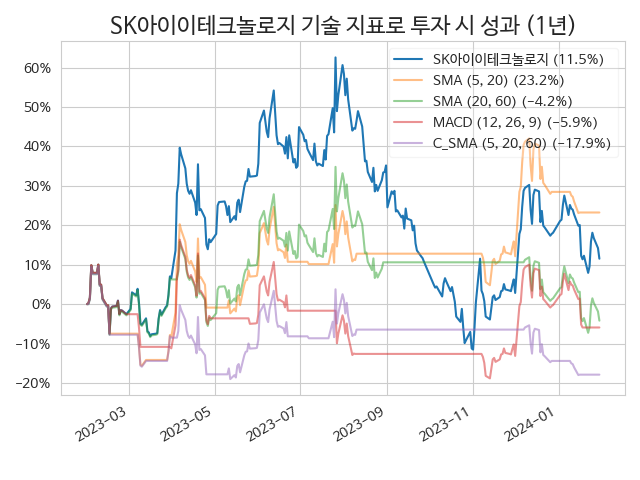 SK아이이테크놀로지 기술 지표로 투자 시 성과 (1년)
SK아이이테크놀로지 (11.5%)
SMA (5, 20) (23.2%)
SMA (20, 60) (−4.2%)
MACD (12, 26, 9) (−5.9%)
C_SMA (5, 20, 60) (−17.9%)
60%
50%
40%
30%
20%
10%
0%
−10%
−20%
2023-03
2023-05
2023-07
2023-09
2023-11
2024-01